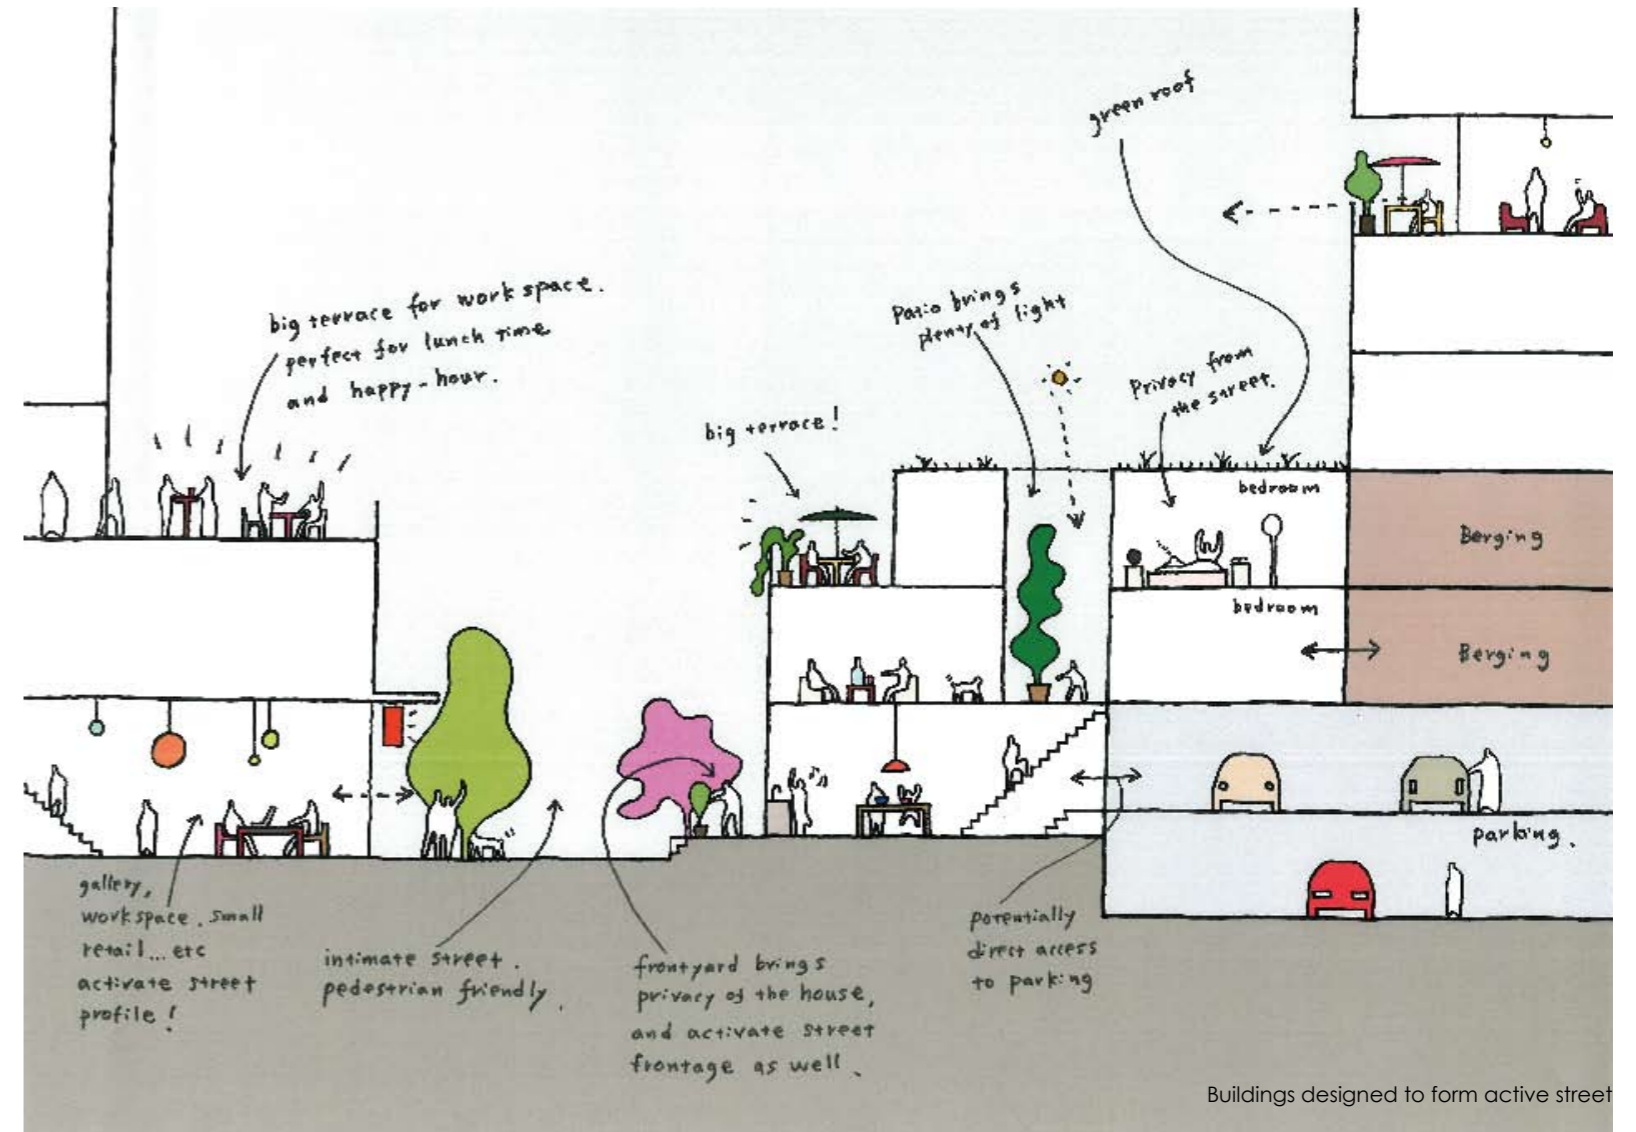 green roof
big terrace for work space.
perfect for lunch time
and happy-hour.
Patio brings
plenty of light
Privacy from
the street.
big terrace!
bedroom
Berging
bedroom
Berging
parking.
gallery,
workspace. small
retail... etc
activate street
profile!
intimate street.
pedestrian friendly.
frontyard brings
privacy of the house,
and activate street
frontage as well.
potentially
direct access
to parking
Buildings designed to form active street